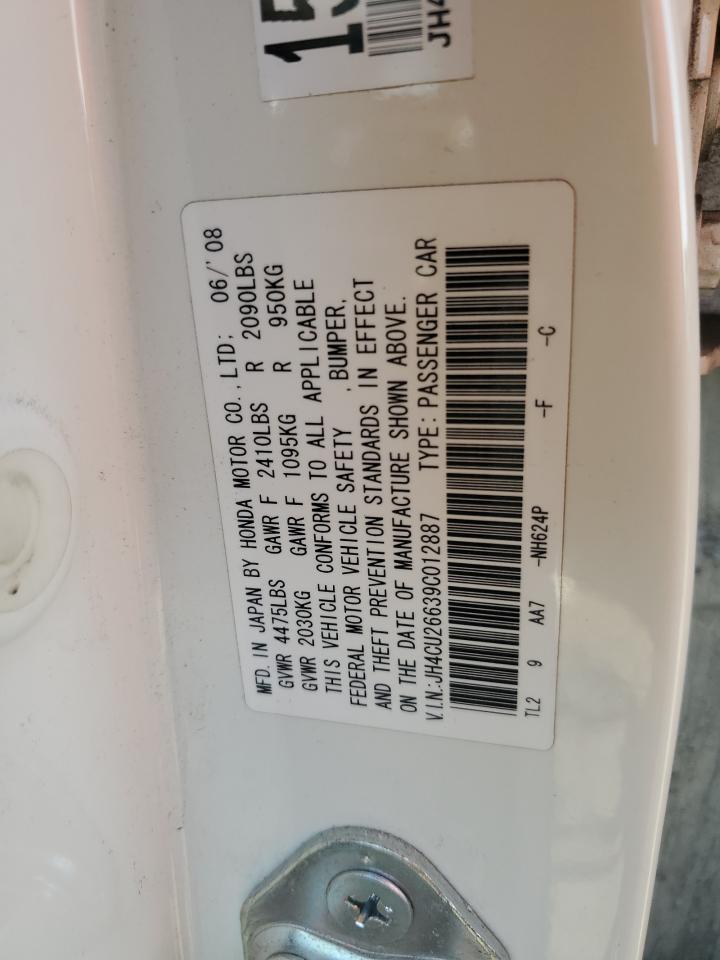 15
JH4
MFD. IN JAPAN BY HONDA MOTOR CO., LTD; 06/'08
GVWR 4475LBS GAWR F 2410LBS R 2090LBS
GVWR 2030KG GAWR F 1095KG R 950KG
THIS VEHICLE CONFORMS TO ALL APPLICABLE
FEDERAL MOTOR VEHICLE SAFETY , BUMPER,
AND THEFT PREVENTION STANDARDS IN EFFECT
ON THE DATE OF MANUFACTURE SHOWN ABOVE.
V.I.N.:JH4CU26639C012887 TYPE: PASSENGER CAR
TL2 9 AA7 -NH624P -F -C